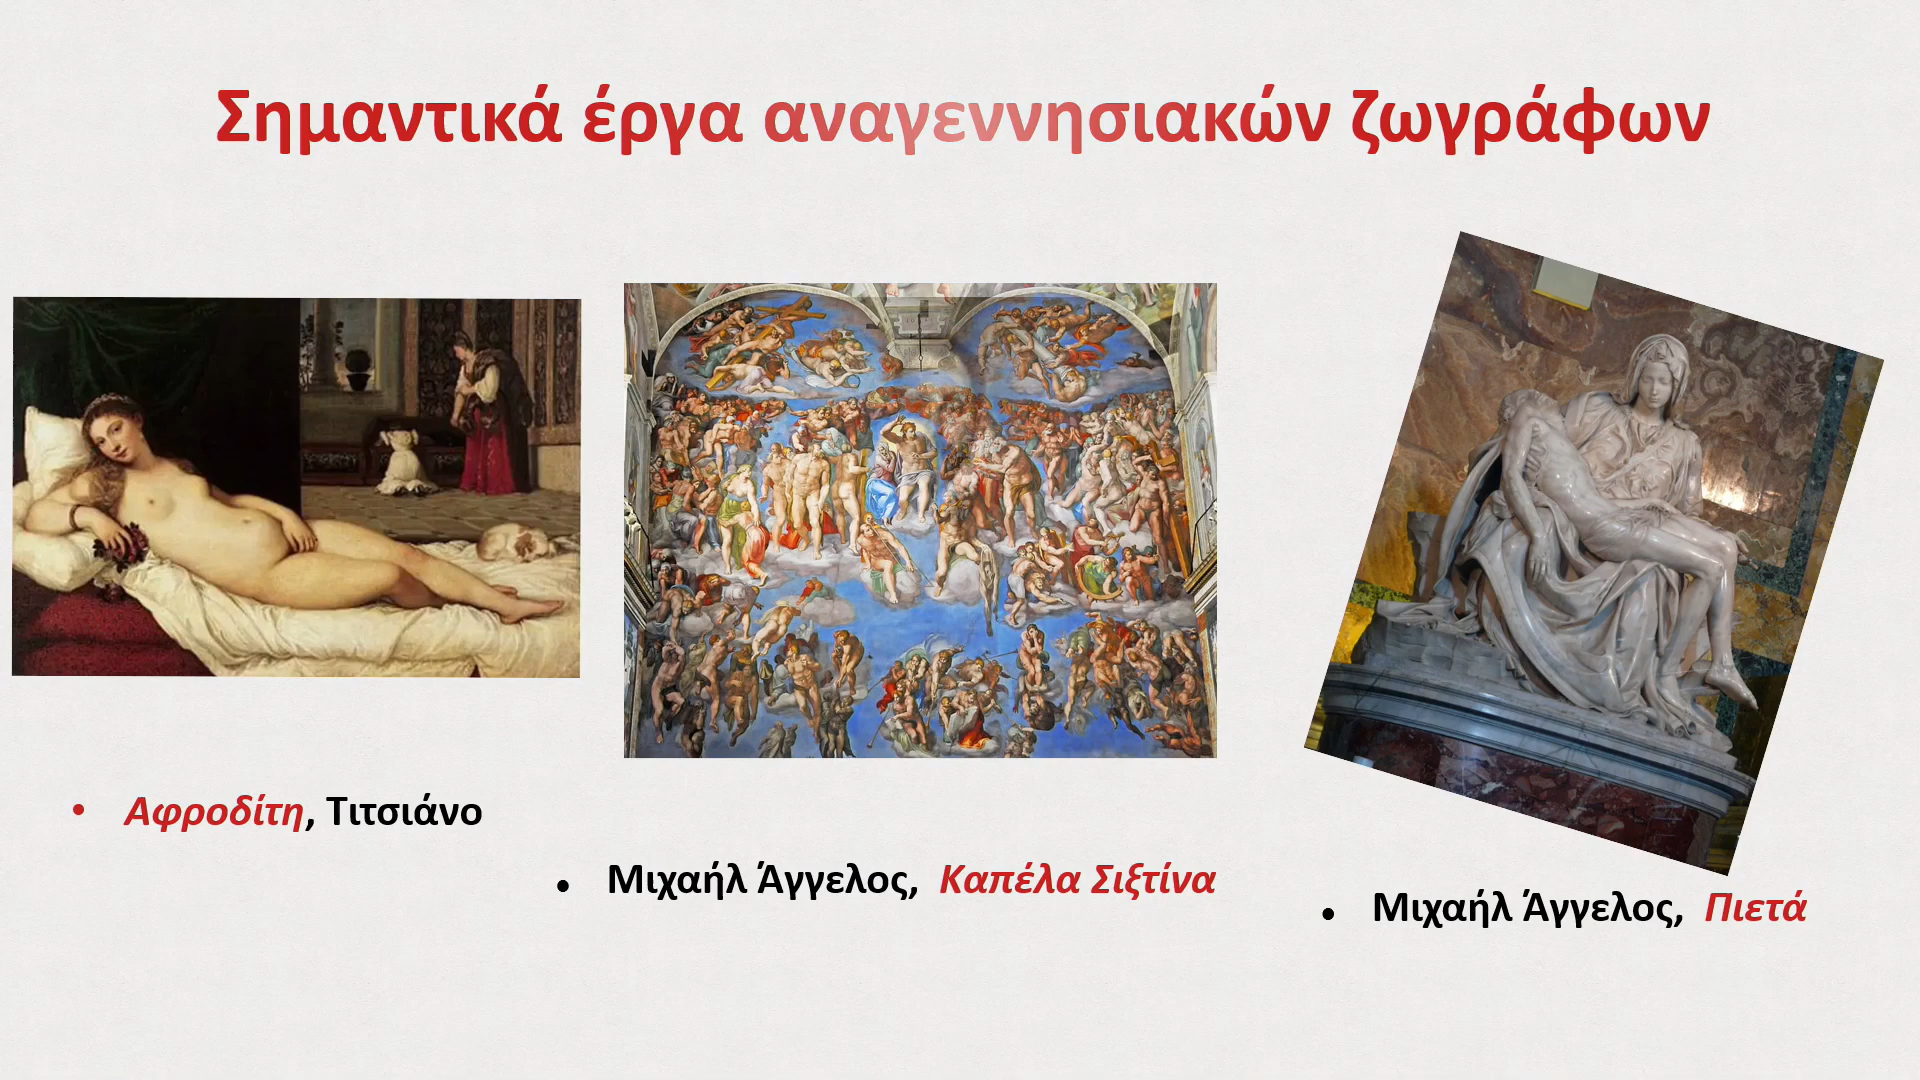 Σημαντικά έργα αναγεννησιακών ζωγράφων
• Αφροδίτη, Τιτσιάνο
• Μιχαήλ Άγγελος, Καπέλα Σιξτίνα
• Μιχαήλ Άγγελος, Πιετά